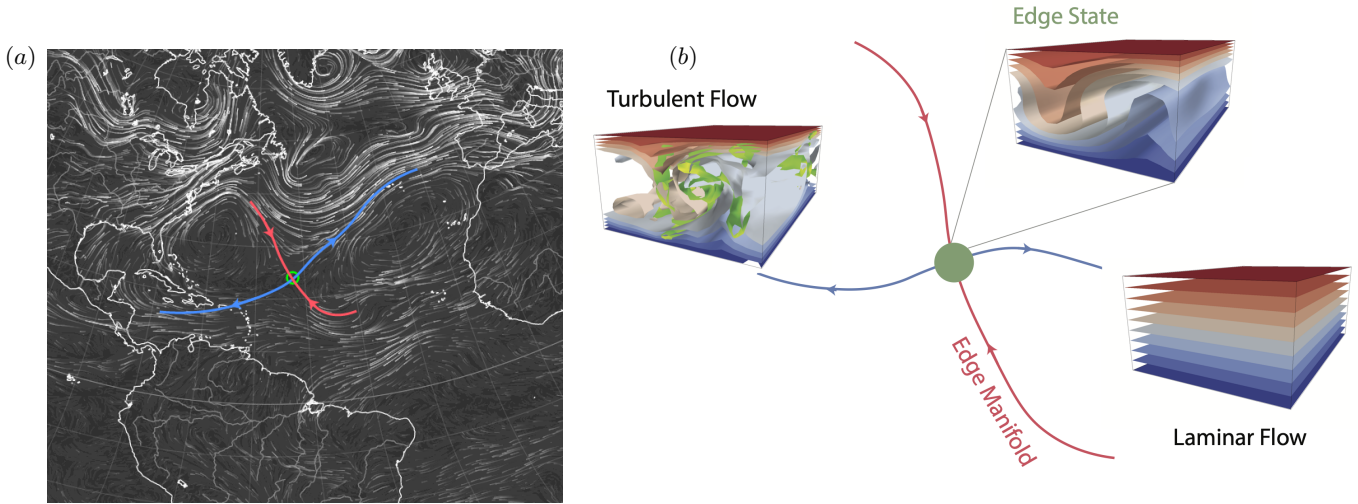 (a)
(b)
Edge State
Turbulent Flow
Edge Manifold
Laminar Flow